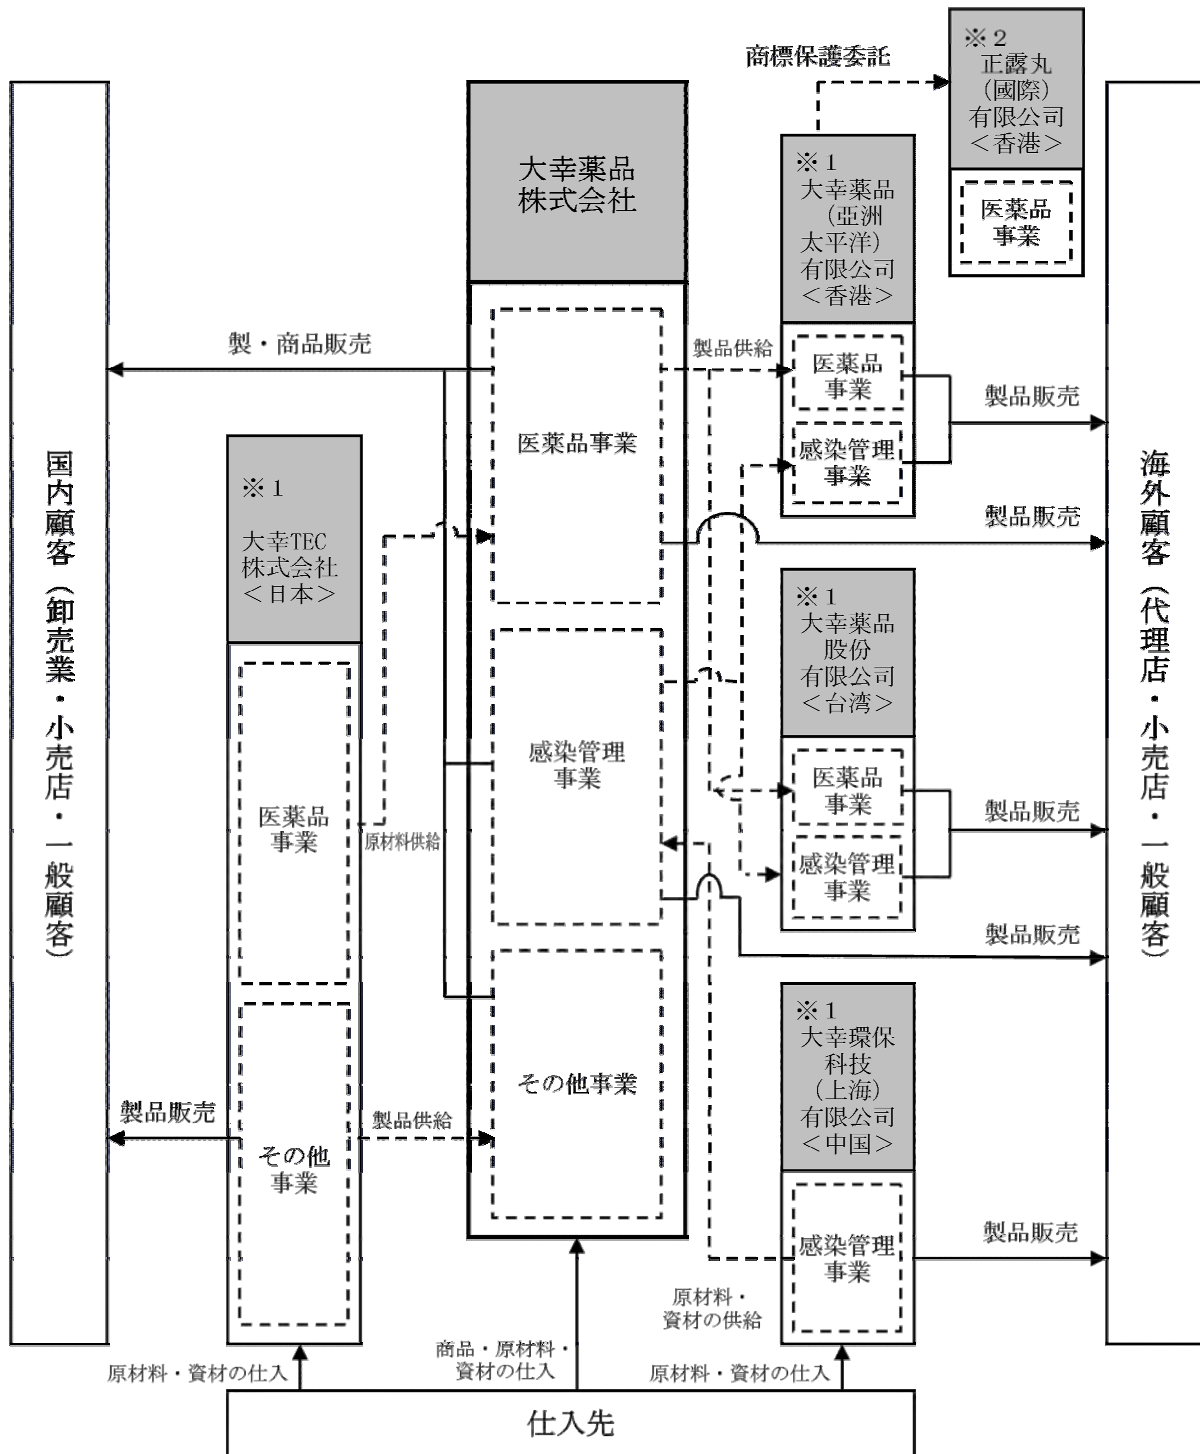 商標保護委託
※２
正露丸
（國際）
有限公司
＜香港＞
医薬品
事業
大幸薬品
株式会社
※１
大幸薬品
（亞洲
太平洋）
有限公司
＜香港＞
製・商品販売
製品供給
医薬品
事業
製品販売
感染管理
事業
医薬品事業
製品販売
国内顧客（卸売業・小売店・一般顧客）
海外顧客（代理店・小売店・一般顧客）
※１
大幸TEC
株式会社
＜日本＞
※１
大幸薬品
股份
有限公司
＜台湾＞
感染管理
事業
医薬品
事業
製品販売
医薬品
事業
原材料供給
感染管理
事業
製品販売
※１
大幸環保
科技
（上海）
有限公司
＜中国＞
その他事業
製品販売
製品供給
その他
事業
感染管理
事業
製品販売
原材料・
資材の供給
原材料・資材の仕入
商品・原材料・
資材の仕入
原材料・資材の仕入
仕入先